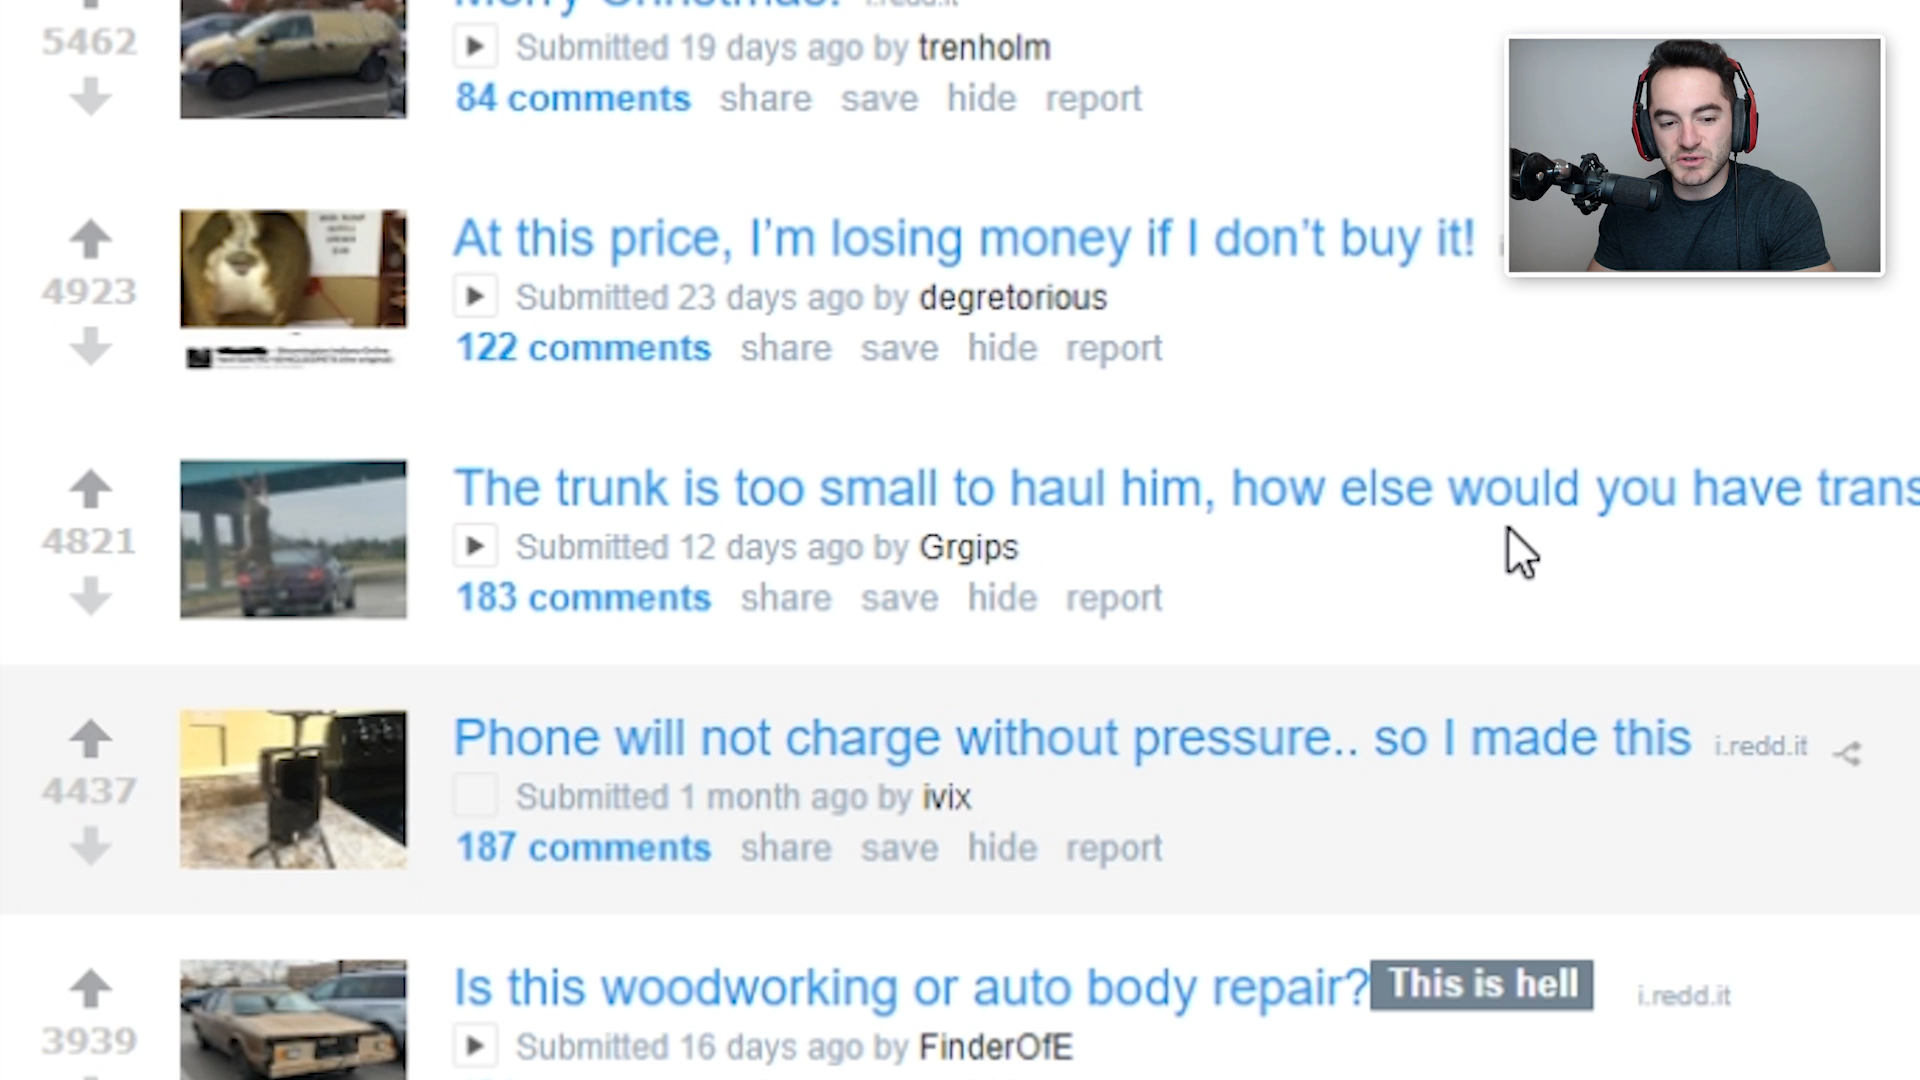 Merry Christmas! i.redd.it
5462
Submitted 19 days ago by trenholm
84 comments share save hide report
At this price, I'm losing money if I don't buy it!
4923
Submitted 23 days ago by degretorious
122 comments share save hide report
The trunk is too small to haul him, how else would you have trans
4821
Submitted 12 days ago by Grgips
183 comments share save hide report
Phone will not charge without pressure.. so I made this i.redd.it
4437
Submitted 1 month ago by ivix
187 comments share save hide report
Is this woodworking or auto body repair? This is hell i.redd.it
3939
Submitted 16 days ago by FinderOfE